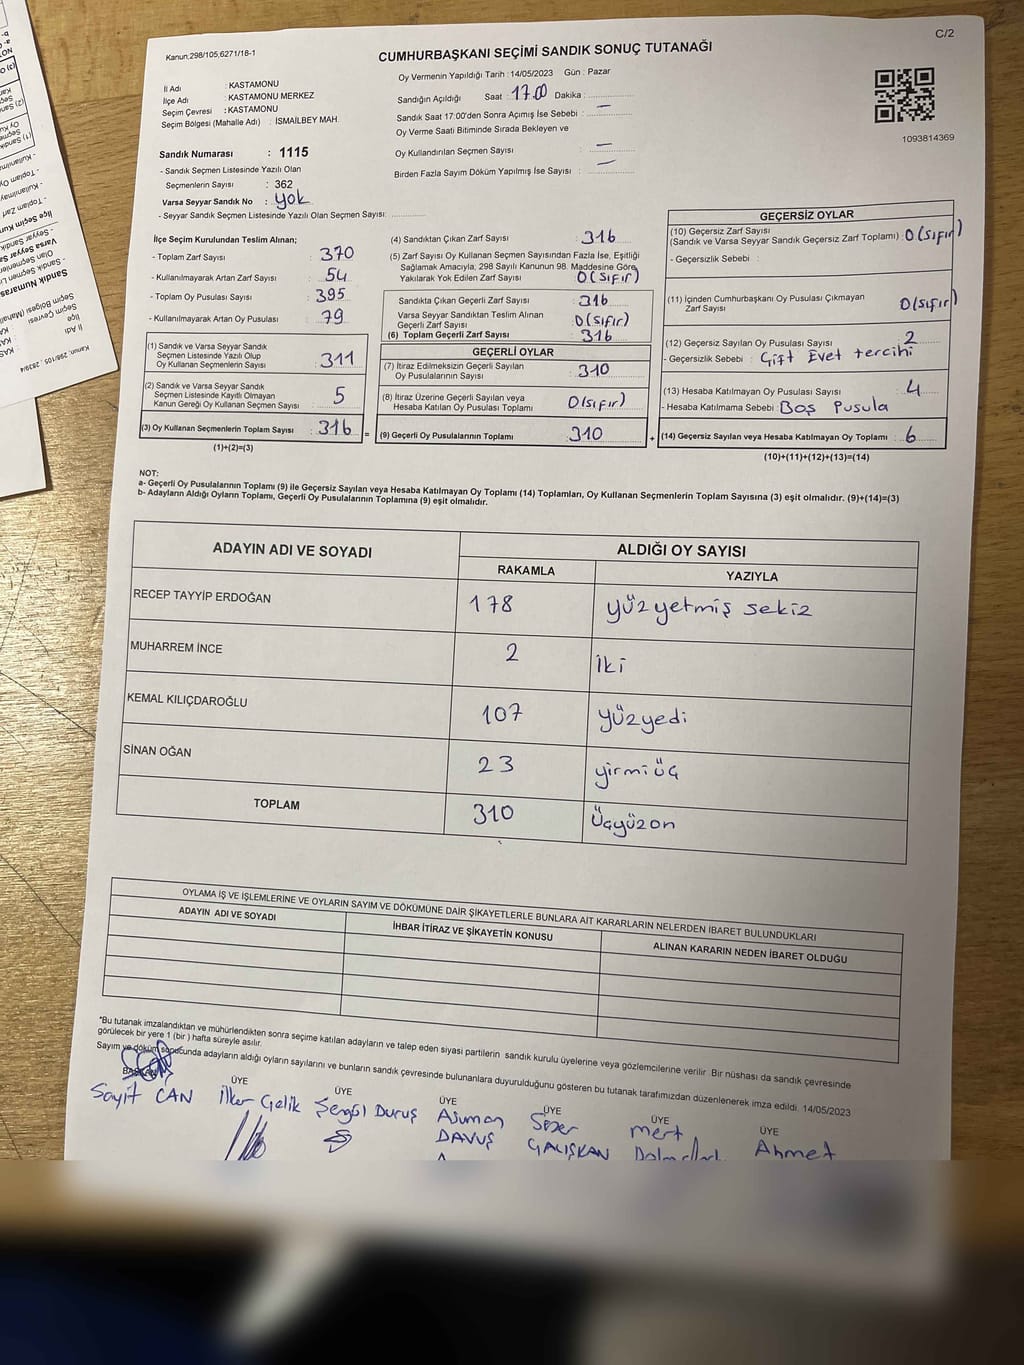 C/2
Kanun:298/105,6271/18-1
CUMHURBAŞKANI SEÇİMİ SANDIK SONUÇ TUTANAĞI
İl Adı : KASTAMONU
İlçe Adı : KASTAMONU MERKEZ
Seçim Çevresi : KASTAMONU
Seçim Bölgesi (Mahalle Adı) : İSMAİLBEY MAH.
Sandık Numarası : 1115
- Sandık Seçmen Listesinde Yazılı Olan
Seçmenlerin Sayısı : 362
Varsa Seyyar Sandık No : yok
- Seyyar Sandık Seçmen Listesinde Yazılı Olan Seçmen Sayısı:
Oy Vermenin Yapıldığı Tarih : 14/05/2023 Gün : Pazar
Sandığın Açıldığı Saat : 17.00 Dakika :
Sandık Saat 17:00'den Sonra Açımış İse Sebebi : —
Oy Verme Saati Bitiminde Sırada Bekleyen ve
Oy Kullandırılan Seçmen Sayısı : —
Birden Fazla Sayım Döküm Yapılmış İse Sayısı : —
1093814369
İlçe Seçim Kurulundan Teslim Alınan;
- Toplam Zarf Sayısı : 370
- Kullanılmayarak Artan Zarf Sayısı : 54
- Toplam Oy Pusulası Sayısı : 395
- Kullanılmayarak Artan Oy Pusulası : 79
(1) Sandık ve Varsa Seyyar Sandık
Seçmen Listesinde Yazılı Olup
Oy Kullanan Seçmenlerin Sayısı : 311
(2) Sandık ve Varsa Seyyar Sandık
Seçmen Listesinde Kayıtlı Olmayan
Kanun Gereği Oy Kullanan Seçmen Sayısı : 5
(3) Oy Kullanan Seçmenlerin Toplam Sayısı : 316
(1)+(2)=(3)
(4) Sandıktan Çıkan Zarf Sayısı : 316
(5) Zarf Sayısı Oy Kullanan Seçmen Sayısından Fazla İse, Eşitliği
Sağlamak Amacıyla, 298 Sayılı Kanunun 98. Maddesine Göre
Yakılarak Yok Edilen Zarf Sayısı : 0(sıfır)
Sandıkta Çıkan Geçerli Zarf Sayısı : 316
Varsa Seyyar Sandıktan Teslim Alınan
Geçerli Zarf Sayısı : 0(sıfır)
(6) Toplam Geçerli Zarf Sayısı : 316
GEÇERLİ OYLAR
(7) İtiraz Edilmeksizin Geçerli Sayılan
Oy Pusulalarının Sayısı : 310
(8) İtiraz Üzerine Geçerli Sayılan veya
Hesaba Katılan Oy Pusulası Toplamı : 0(sıfır)
(9) Geçerli Oy Pusulalarının Toplamı : 310
GEÇERSİZ OYLAR
(10) Geçersiz Zarf Sayısı
(Sandık ve Varsa Seyyar Sandık Geçersiz Zarf Toplamı) : 0(sıfır)
- Geçersizlik Sebebi :
(11) İçinden Cumhurbaşkanı Oy Pusulası Çıkmayan
Zarf Sayısı : 0(sıfır)
(12) Geçersiz Sayılan Oy Pusulası Sayısı : 2
- Geçersizlik Sebebi : Çift Evet tercihi
(13) Hesaba Katılmayan Oy Pusulası Sayısı : 4
- Hesaba Katılmama Sebebi : Boş Pusula
(14) Geçersiz Sayılan veya Hesaba Katılmayan Oy Toplamı : 6
(10)+(11)+(12)+(13)=(14)
NOT:
a- Geçerli Oy Pusulalarının Toplamı (9) ile Geçersiz Sayılan veya Hesaba Katılmayan Oy Toplamı (14) Toplamları, Oy Kullanan Seçmenlerin Toplam Sayısına (3) eşit olmalıdır. (9)+(14)=(3)
b- Adayların Aldığı Oyların Toplamı, Geçerli Oy Pusulalarının Toplamına (9) eşit olmalıdır.
ADAYIN ADI VE SOYADI ALDIĞI OY SAYISI
RAKAMLA YAZIYLA
RECEP TAYYİP ERDOĞAN 178 yüzyetmiş sekiz
MUHARREM İNCE 2 iki
KEMAL KILIÇDAROĞLU 107 yüzyedi
SİNAN OĞAN 23 yirmiüç
TOPLAM 310 Üçyüzon
OYLAMA İŞ VE İŞLEMLERİNE VE OYLARIN SAYIM VE DÖKÜMÜNE DAİR ŞİKAYETLERLE BUNLARA AİT KARARLARIN NELERDEN İBARET BULUNDUKLARI
ADAYIN ADI VE SOYADI İHBAR İTİRAZ VE ŞİKAYETİN KONUSU ALINAN KARARIN NEDEN İBARET OLDUĞU
*Bu tutanak imzalandıktan ve mühürlendikten sonra seçime katılan adayların ve talep eden siyasi partilerin sandık kurulu üyelerine veya gözlemcilerine verilir. Bir nüshası da sandık çevresinde
görülecek bir yere 1 (bir ) hafta süreyle asılır.
Sayım ve döküm sonucunda adayların aldığı oyların sayılarını ve bunların sandık çevresinde bulunanlara duyurulduğunu gösteren bu tutanak tarafımızdan düzenlenerek imza edildi. 14/05/2023
BAŞKAN ÜYE ÜYE ÜYE ÜYE ÜYE ÜYE
Sayit CAN İlker Çelik Şengül Duruş Asuman Sezer Mert Ahmet
DAVUŞ ÇALIŞKAN